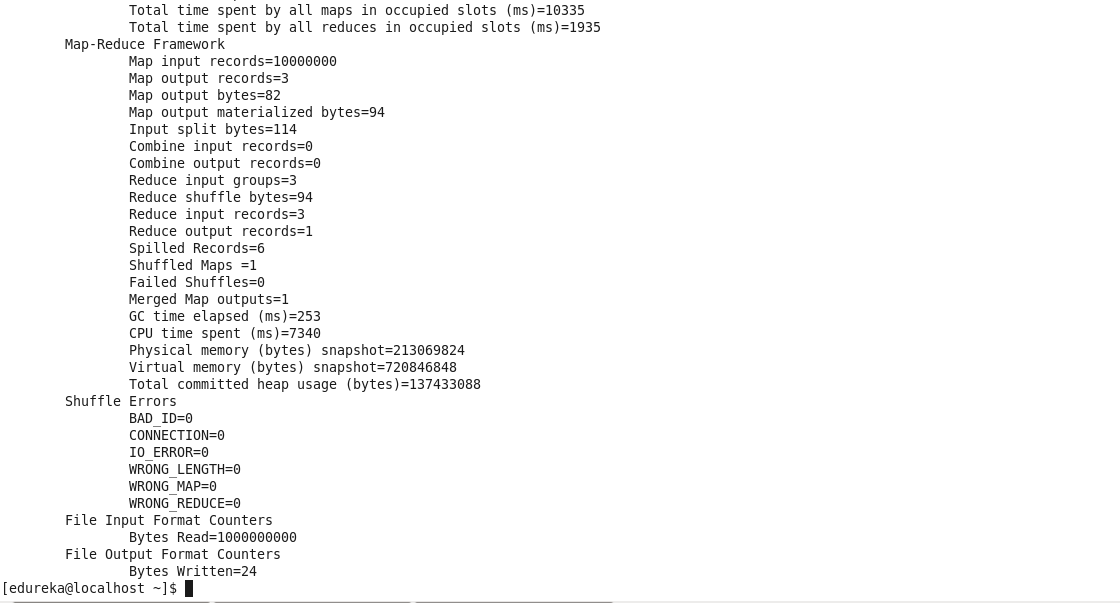 Total time spent by all maps in occupied slots (ms)=10335
Total time spent by all reduces in occupied slots (ms)=1935
Map-Reduce Framework
Map input records=10000000
Map output records=3
Map output bytes=82
Map output materialized bytes=94
Input split bytes=114
Combine input records=0
Combine output records=0
Reduce input groups=3
Reduce shuffle bytes=94
Reduce input records=3
Reduce output records=1
Spilled Records=6
Shuffled Maps =1
Failed Shuffles=0
Merged Map outputs=1
GC time elapsed (ms)=253
CPU time spent (ms)=7340
Physical memory (bytes) snapshot=213069824
Virtual memory (bytes) snapshot=720846848
Total committed heap usage (bytes)=137433088
Shuffle Errors
BAD_ID=0
CONNECTION=0
IO_ERROR=0
WRONG_LENGTH=0
WRONG_MAP=0
WRONG_REDUCE=0
File Input Format Counters
Bytes Read=1000000000
File Output Format Counters
Bytes Written=24
[edureka@localhost ~]$